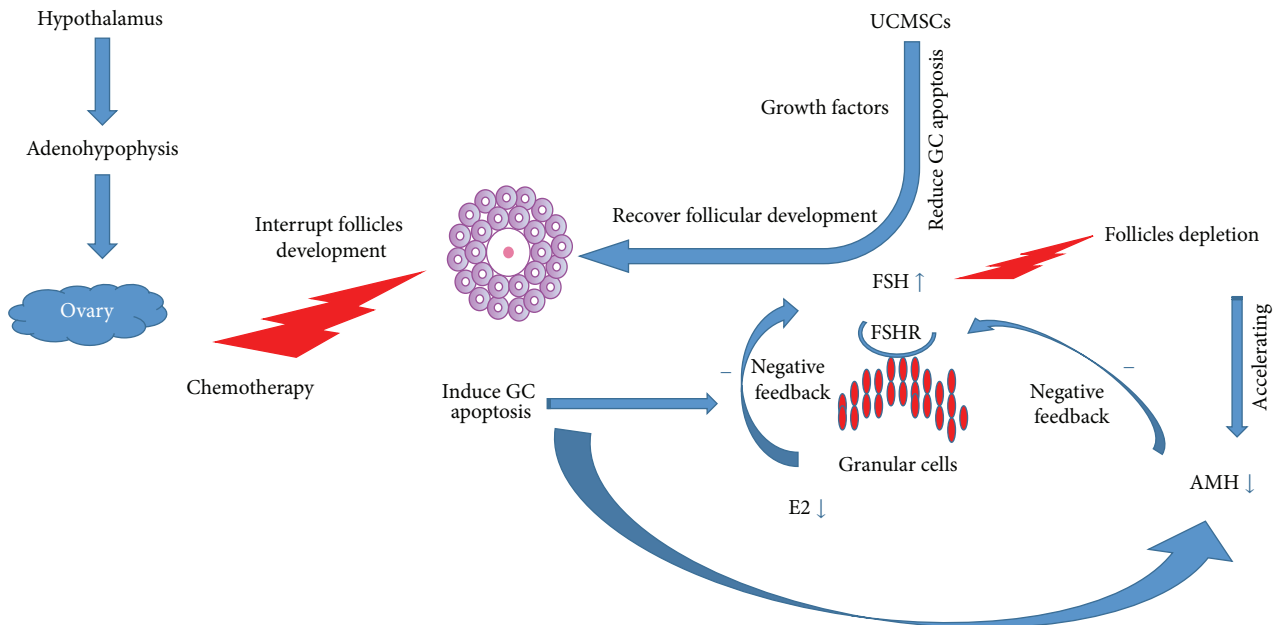 Hypothalamus
Adenohypophysis
Ovary
Interrupt follicles
development
Chemotherapy
UCMSCs
Growth factors
Reduce GC apoptosis
Recover follicular development
Follicles depletion
FSH ↑
FSHR
Negative
feedback
−
Induce GC
apoptosis
Granular cells
E2 ↓
Negative
feedback
−
Accelerating
AMH ↓